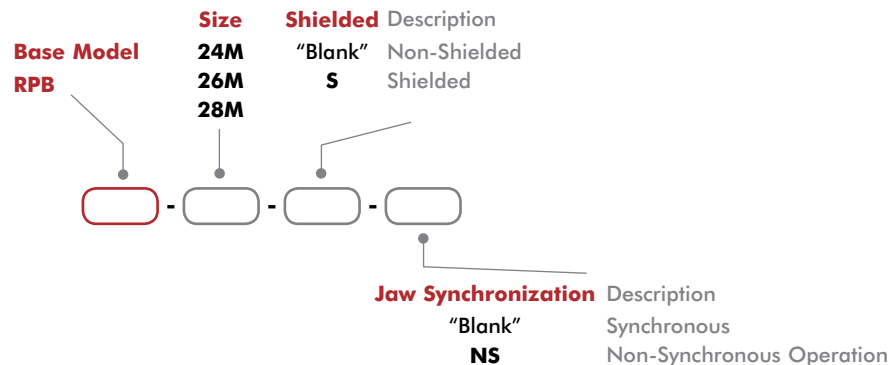 Size Shielded Description
Base Model 24M “Blank” Non-Shielded
RPB 26M S Shielded
28M
- - -
Jaw Synchronization Description
“Blank” Synchronous
NS Non-Synchronous Operation